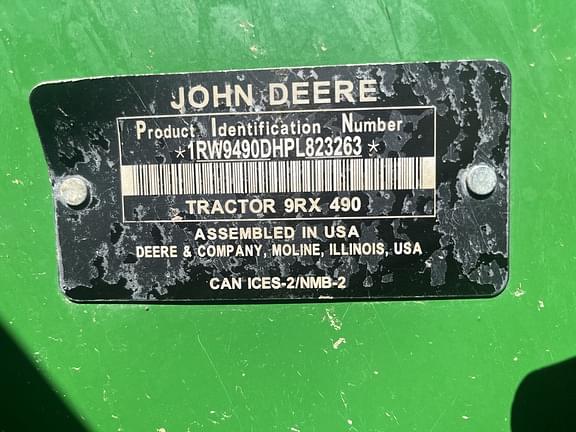 JOHN DEERE
Product Identification Number
*1RW9490DHPL823263*
TRACTOR 9RX 490
ASSEMBLED IN USA
DEERE & COMPANY, MOLINE, ILLINOIS, USA
CAN ICES-2/NMB-2